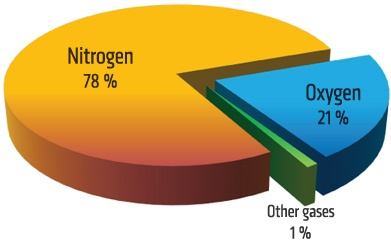 Nitrogen
78 %
Oxygen
21 %
Other gases
1 %